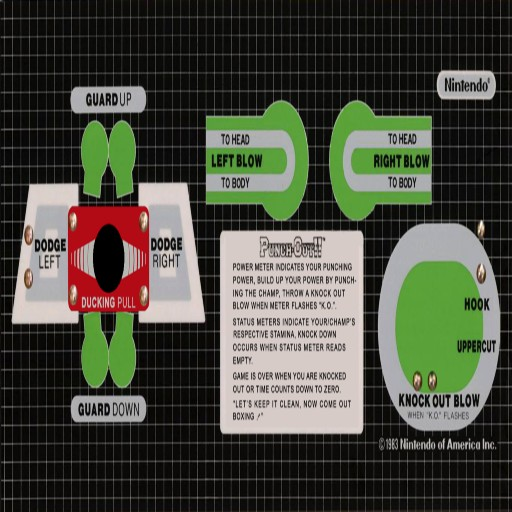 Nintendo®
GUARD UP
TO HEAD
LEFT BLOW
TO BODY
TO HEAD
RIGHT BLOW
TO BODY
DODGE
LEFT
DODGE
RIGHT
DUCKING PULL
GUARD DOWN
PUNCH-OUT!!™
POWER METER INDICATES YOUR PUNCHING
POWER, BUILD UP YOUR POWER BY PUNCH-
ING THE CHAMP, THROW A KNOCK OUT
BLOW WHEN METER FLASHES "K.O."
STATUS METERS INDICATE YOUR/CHAMP'S
RESPECTIVE STAMINA, KNOCK DOWN
OCCURS WHEN STATUS METER READS
EMPTY.
GAME IS OVER WHEN YOU ARE KNOCKED
OUT OR TIME COUNTS DOWN TO ZERO.
"LET'S KEEP IT CLEAN, NOW COME OUT
BOXING !"
HOOK
UPPERCUT
KNOCK OUT BLOW
WHEN "K.O." FLASHES
©1983 Nintendo of America Inc.